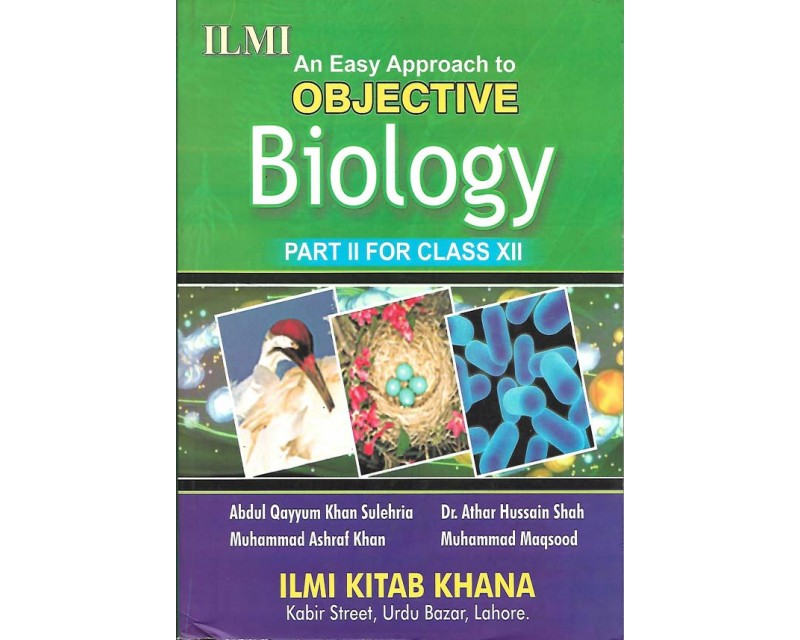 ILMI
An Easy Approach to
OBJECTIVE
Biology
PART II FOR CLASS XII
Abdul Qayyum Khan Sulehria
Dr. Athar Hussain Shah
Muhammad Ashraf Khan
Muhammad Maqsood
ILMI KITAB KHANA
Kabir Street, Urdu Bazar, Lahore.